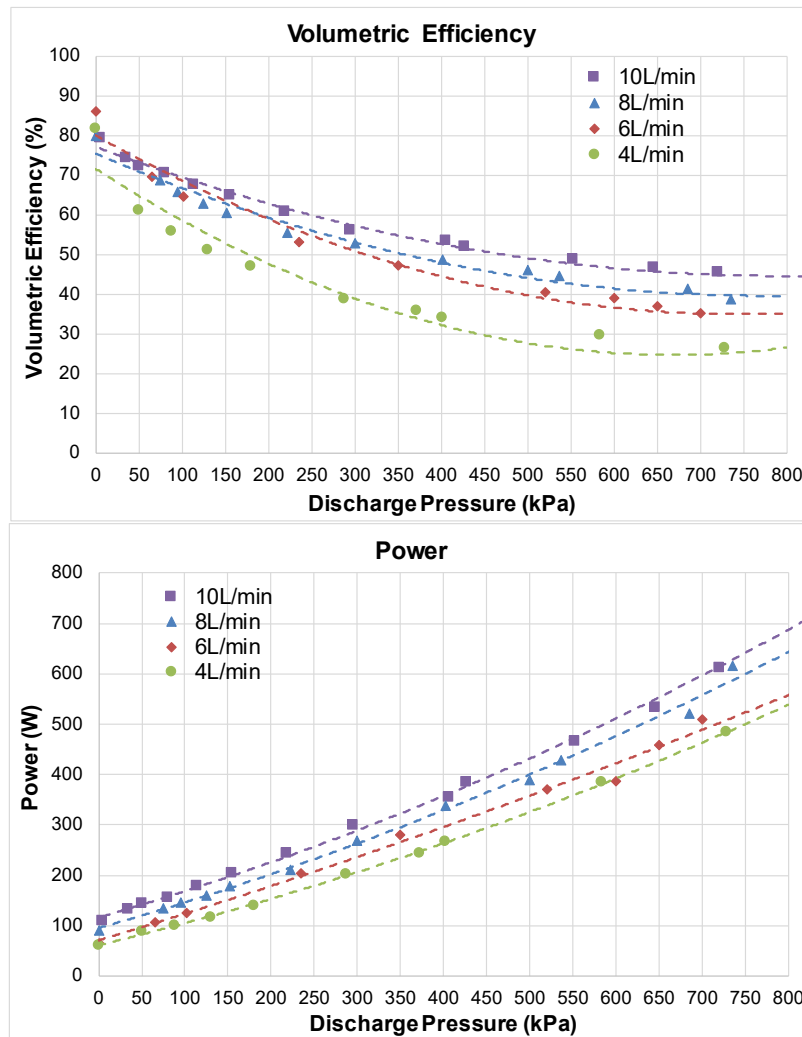 Volumetric Efficiency
100
90
80
70
60
50
40
30
20
10
0
Volumetric Efficiency (%)
10L/min
8L/min
6L/min
4L/min
0 50 100 150 200 250 300 350 400 450 500 550 600 650 700 750 800
Discharge Pressure (kPa)
Power
800
700
600
500
400
300
200
100
0
Power (W)
10L/min
8L/min
6L/min
4L/min
0 50 100 150 200 250 300 350 400 450 500 550 600 650 700 750 800
Discharge Pressure (kPa)